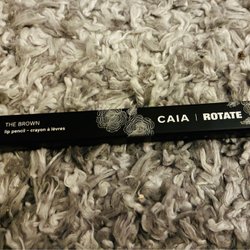 THE BROWN
lip pencil – crayon à lèvres
CAIA | ROTATE